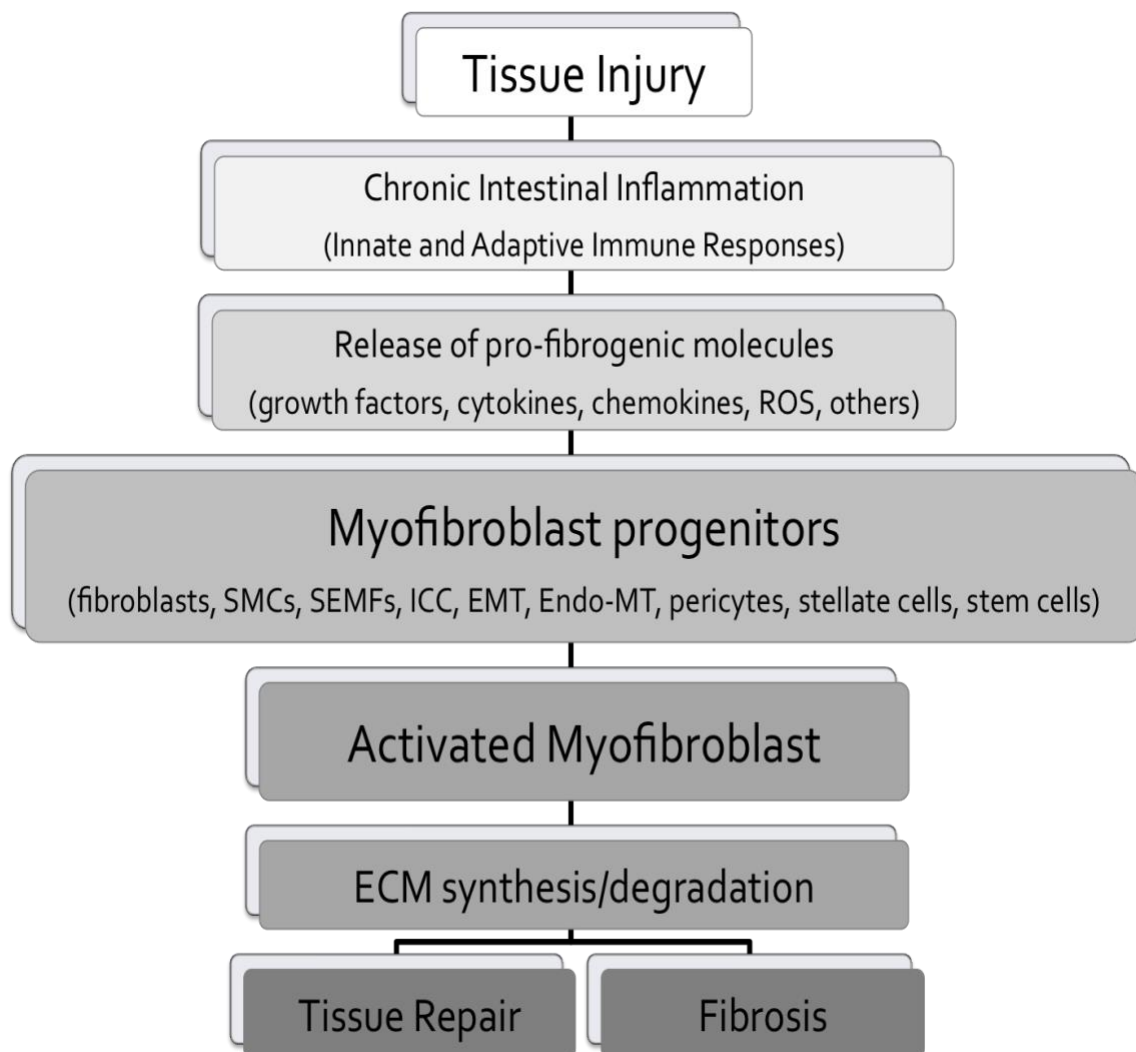 Tissue Injury
Chronic Intestinal Inflammation
(Innate and Adaptive Immune Responses)
Release of pro-fibrogenic molecules
(growth factors, cytokines, chemokines, ROS, others)
Myofibroblast progenitors
(fibroblasts, SMCs, SEMFs, ICC, EMT, Endo-MT, pericytes, stellate cells, stem cells)
Activated Myofibroblast
ECM synthesis/degradation
Tissue Repair
Fibrosis